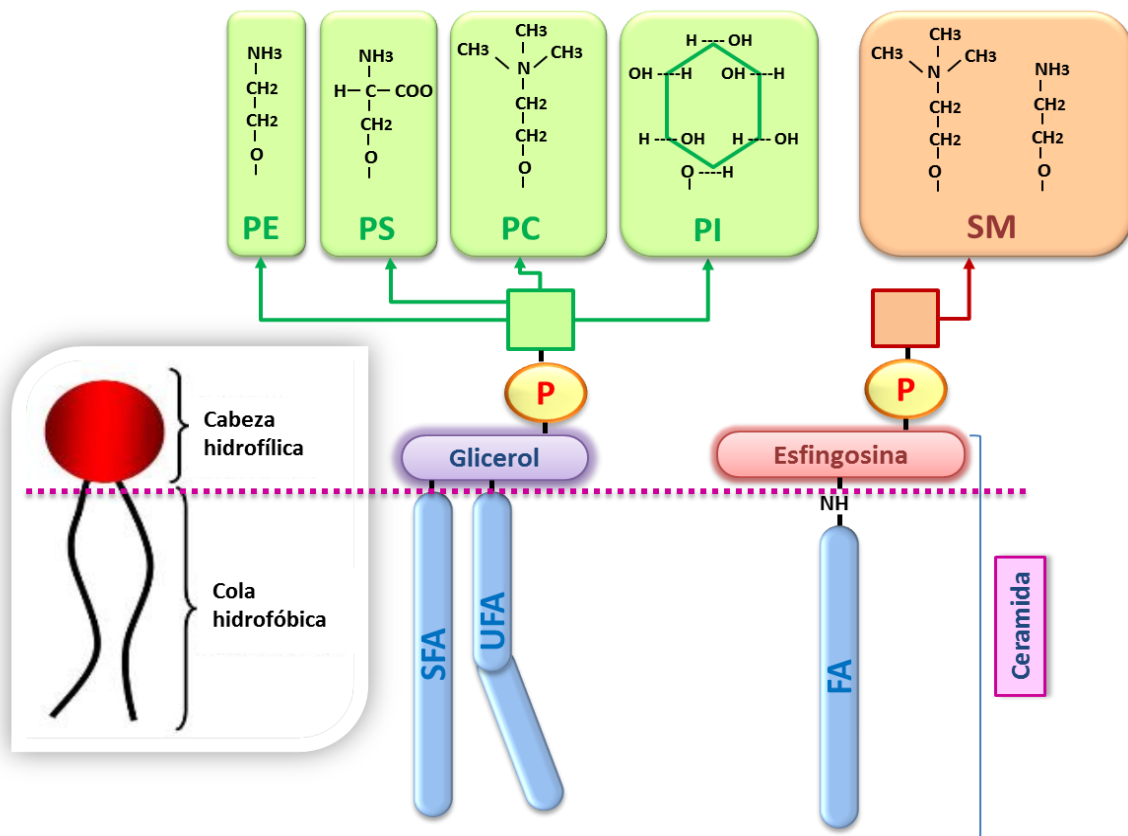 NH3
CH2
CH2
O
PE
NH3
H C COO
CH2
O
PS
CH3
CH3 CH3
N
CH2
CH2
O
PC
H ---- OH
OH ---- H OH ---- H
H ---- OH H ---- OH
O ---- H
PI
CH3
CH3 CH3
N
CH2
CH2
O
NH3
CH2
CH2
O
SM
P
P
Cabeza
hidrofílica
Glicerol
Esfingosina
NH
Cola
hidrofóbica
SFA
UFA
FA
Ceramida